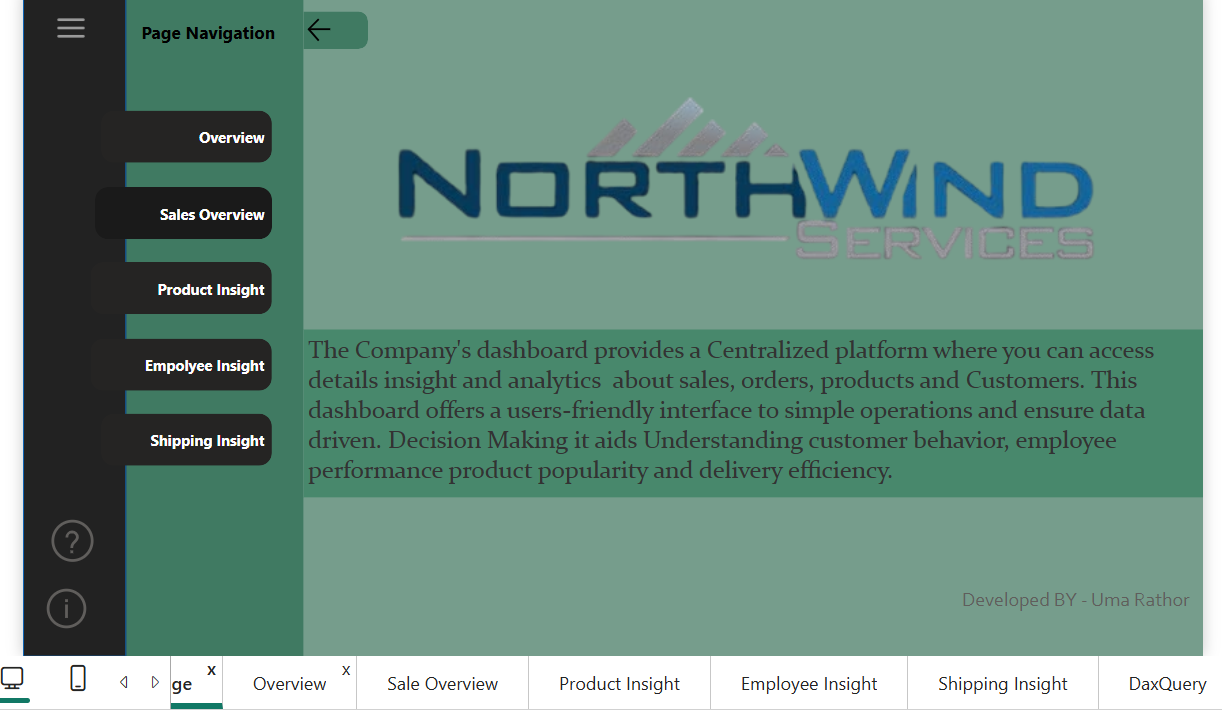 Page Navigation
Overview
Sales Overview
Product Insight
Empolyee Insight
Shipping Insight
NORTHWIND
SERVICES
The Company's dashboard provides a Centralized platform where you can access
details insight and analytics  about sales, orders, products and Customers. This
dashboard offers a users-friendly interface to simple operations and ensure data
driven. Decision Making it aids Understanding customer behavior, employee
performance product popularity and delivery efficiency.
Developed BY - Uma Rathor
ge x Overview x Sale Overview Product Insight Employee Insight Shipping Insight DaxQuery